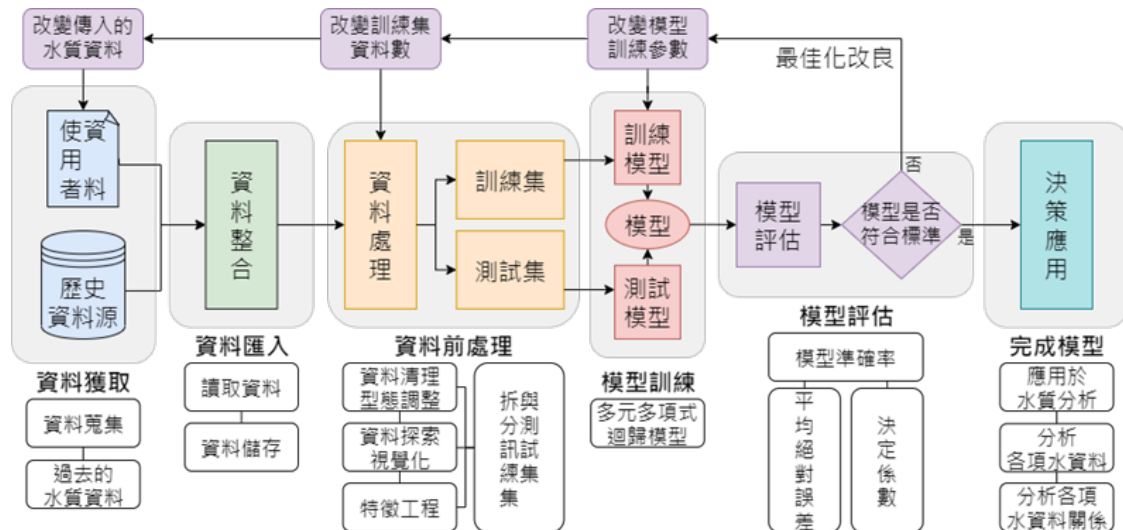 改變傳入的
水質資料
改變訓練集
資料數
改變模型
訓練參數
最佳化改良
使資
用
者料
歷史
資料源
資料整合
資料處理
訓練集
測試集
訓練
模型
模型
測試
模型
模型
評估
模型是否
符合標準
否
是
決策應用
資料獲取
資料蒐集
過去的
水質資料
資料匯入
讀取資料
資料儲存
資料前處理
資料清理
型態調整
資料探索
視覺化
特徵工程
拆與
分測
訊試
練集
集
模型訓練
多元多項式
迴歸模型
模型評估
模型準確率
平均絕對誤差
決定係數
完成模型
應用於
水質分析
分析
各項水資料
分析各項
水資料關係